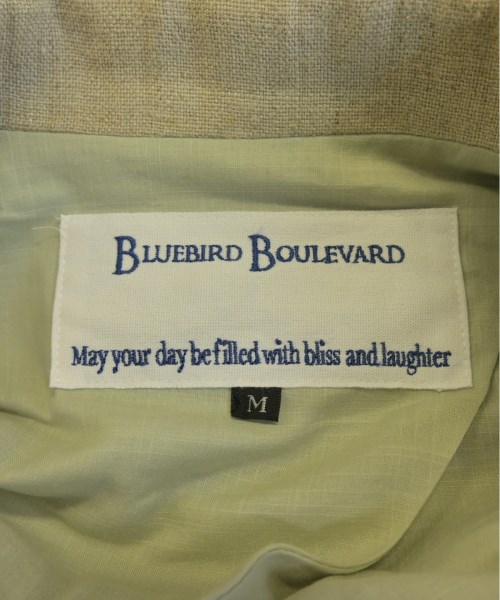 BLUEBIRD BOULEVARD
May your day be filled with bliss and laughter
M